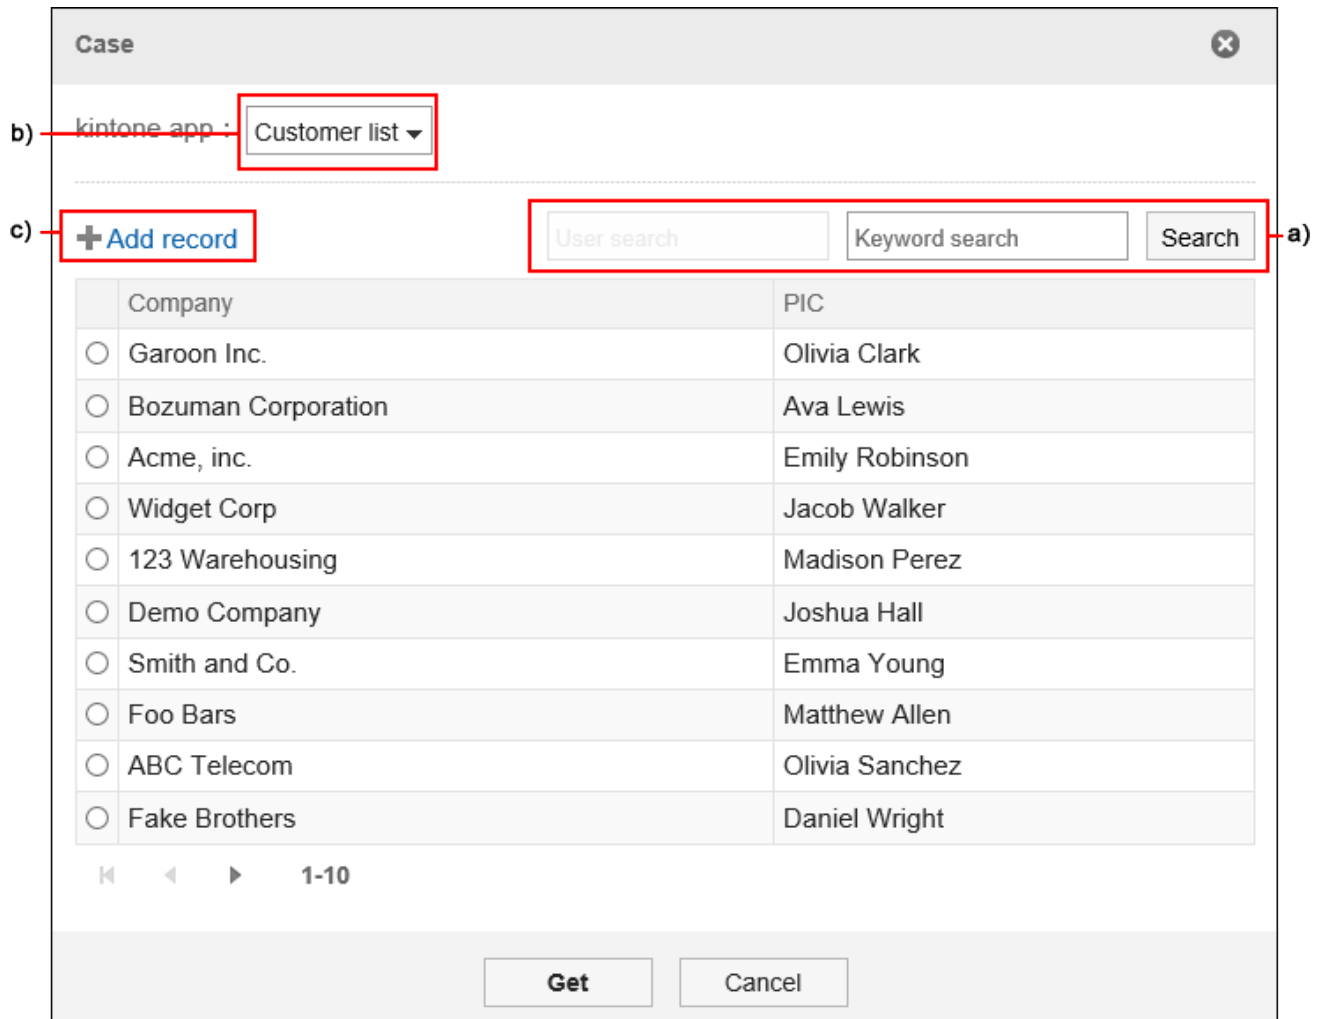 Case
b) kintone app : Customer list
c) Add record User search Keyword search Search a)
Company PIC
Garoon Inc. Olivia Clark
Bozuman Corporation Ava Lewis
Acme, inc. Emily Robinson
Widget Corp Jacob Walker
123 Warehousing Madison Perez
Demo Company Joshua Hall
Smith and Co. Emma Young
Foo Bars Matthew Allen
ABC Telecom Olivia Sanchez
Fake Brothers Daniel Wright
1-10
Get Cancel